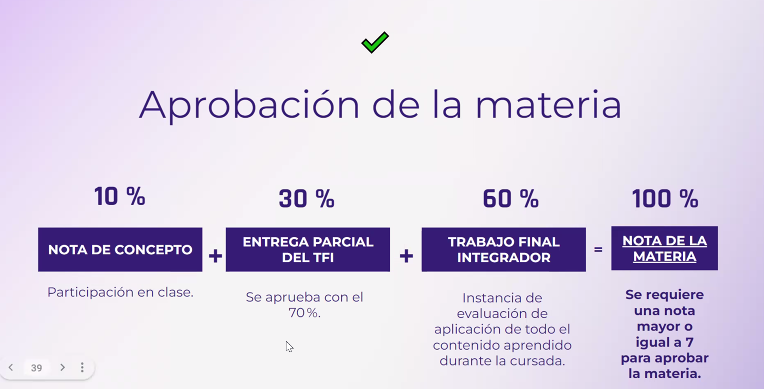 Aprobación de la materia
10 %
30 %
60 %
100 %
NOTA DE CONCEPTO
+
ENTREGA PARCIAL
DEL TFI
+
TRABAJO FINAL
INTEGRADOR
=
NOTA DE LA
MATERIA
Participación en clase.
Se aprueba con el
70%.
Instancia de
evaluación de
aplicación de todo el
contenido aprendido
durante la cursada.
Se requiere
una nota
mayor o
igual a 7
para aprobar
la materia.
39